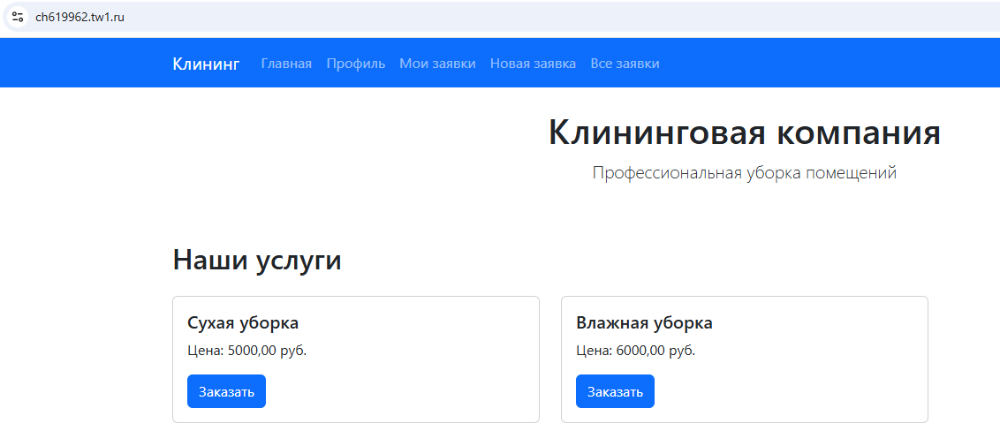 ch619962.tw1.ru
Клининг Главная Профиль Мои заявки Новая заявка Все заявки
Клининговая компания
Профессиональная уборка помещений
Наши услуги
Сухая уборка
Цена: 5000,00 руб.
Заказать
Влажная уборка
Цена: 6000,00 руб.
Заказать